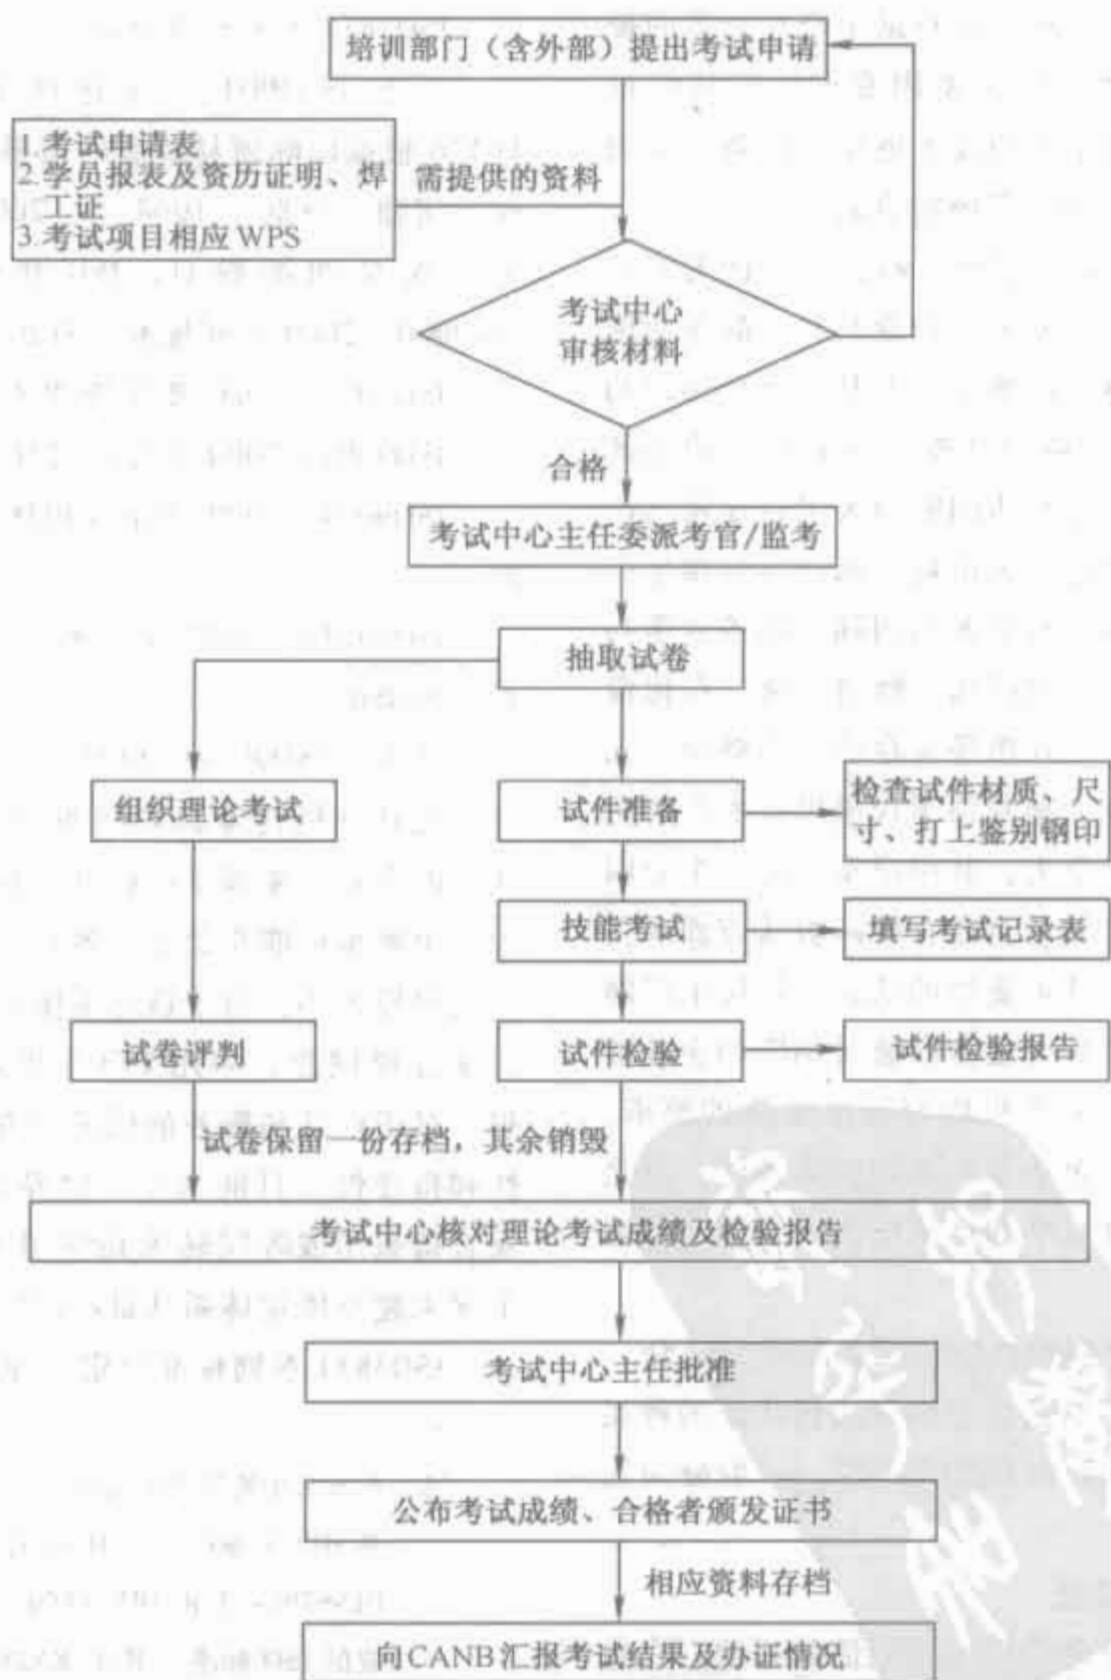 培训部门（含外部）提出考试申请
1.考试申请表
2.学员报表及资历证明、焊
工证
3.考试项目相应WPS
需提供的资料
考试中心
审核材料
合格
考试中心主任委派考官/监考
抽取试卷
组织理论考试
试件准备
检查试件材质、尺
寸、打上鉴别钢印
技能考试
填写考试记录表
试卷评判
试件检验
试件检验报告
试卷保留一份存档，其余销毁
考试中心核对理论考试成绩及检验报告
考试中心主任批准
公布考试成绩、合格者颁发证书
相应资料存档
向CANB汇报考试结果及办证情况